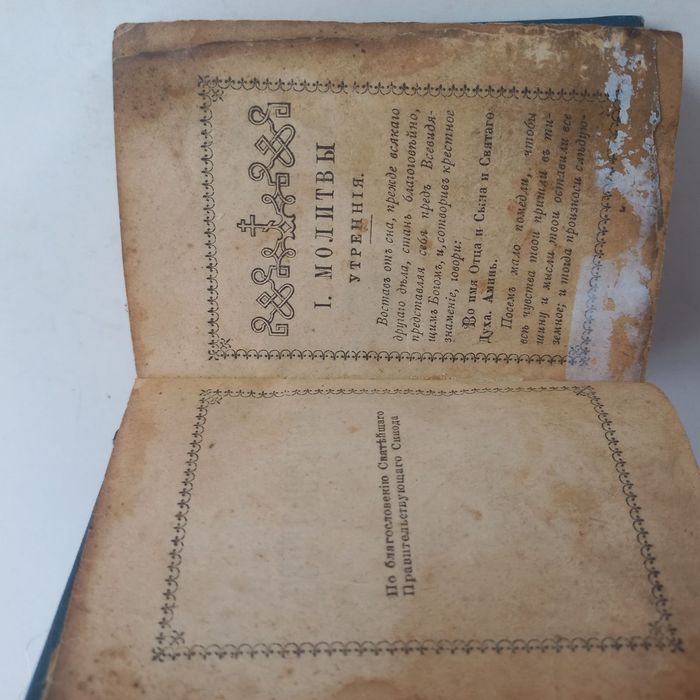 По благословенію Святѣйшаго
Правительствующаго Синода
I. МОЛИТВЫ
УТРЕННІЯ.
Воставъ отъ сна, прежде всякаго
другаго дѣла, стань благоговѣйно,
представляя себя предъ Всевидя-
щимъ Богомъ, и, сотворивъ крестное
знаменіе, говори:
Во имя Отца и Сына и Святаго
Духа. Аминь.
Посемъ мало помедли, чтобы
всѣ чувства твои пришли въ ти-
шину и мысли твои оставили все
земное; и тогда произноси слѣдую-